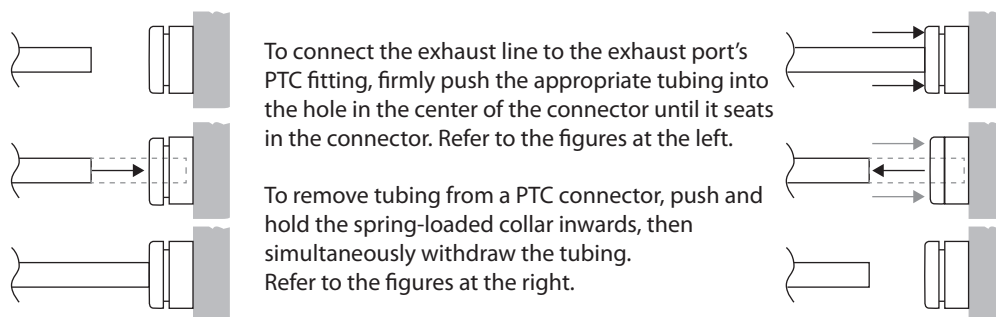 To connect the exhaust line to the exhaust port’s
PTC fitting, firmly push the appropriate tubing into
the hole in the center of the connector until it seats
in the connector. Refer to the figures at the left.
To remove tubing from a PTC connector, push and
hold the spring-loaded collar inwards, then
simultaneously withdraw the tubing.
Refer to the figures at the right.